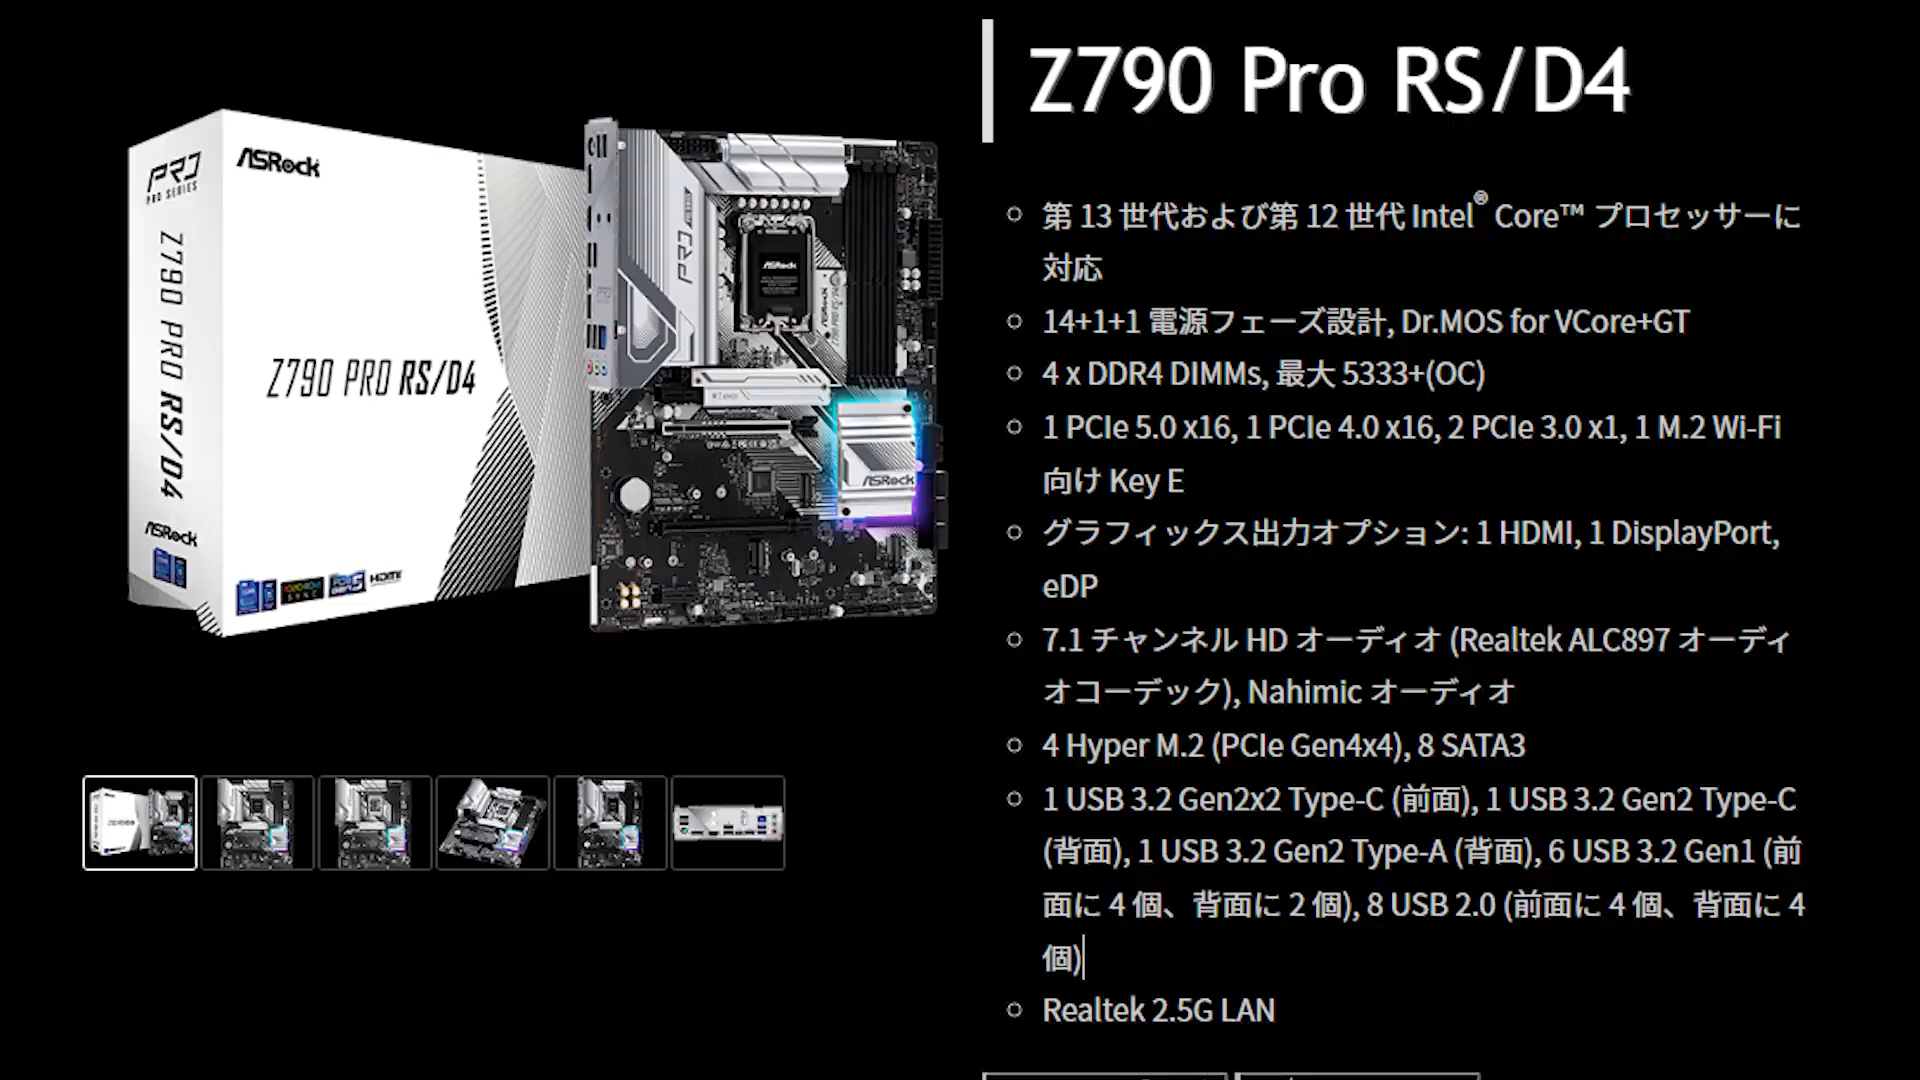 Z790 Pro RS/D4
第 13 世代および第 12 世代 Intel® Core™ プロセッサーに
対応
14+1+1 電源フェーズ設計, Dr.MOS for VCore+GT
4 x DDR4 DIMMs, 最大 5333+(OC)
1 PCIe 5.0 x16, 1 PCIe 4.0 x16, 2 PCIe 3.0 x1, 1 M.2 Wi-Fi
向け Key E
グラフィックス出力オプション: 1 HDMI, 1 DisplayPort,
eDP
7.1 チャンネル HD オーディオ (Realtek ALC897 オーディ
オコーデック), Nahimic オーディオ
4 Hyper M.2 (PCIe Gen4x4), 8 SATA3
1 USB 3.2 Gen2x2 Type-C (前面), 1 USB 3.2 Gen2 Type-C
(背面), 1 USB 3.2 Gen2 Type-A (背面), 6 USB 3.2 Gen1 (前
面に 4 個、背面に 2 個), 8 USB 2.0 (前面に 4 個、背面に 4
個)
Realtek 2.5G LAN
PRO
PRO SERIES
Z790 PRO RS/D4
ASRock
ASRock
Z790 PRO RS/D4
HDMI
PRO
ASRock
ASRock
ASRock